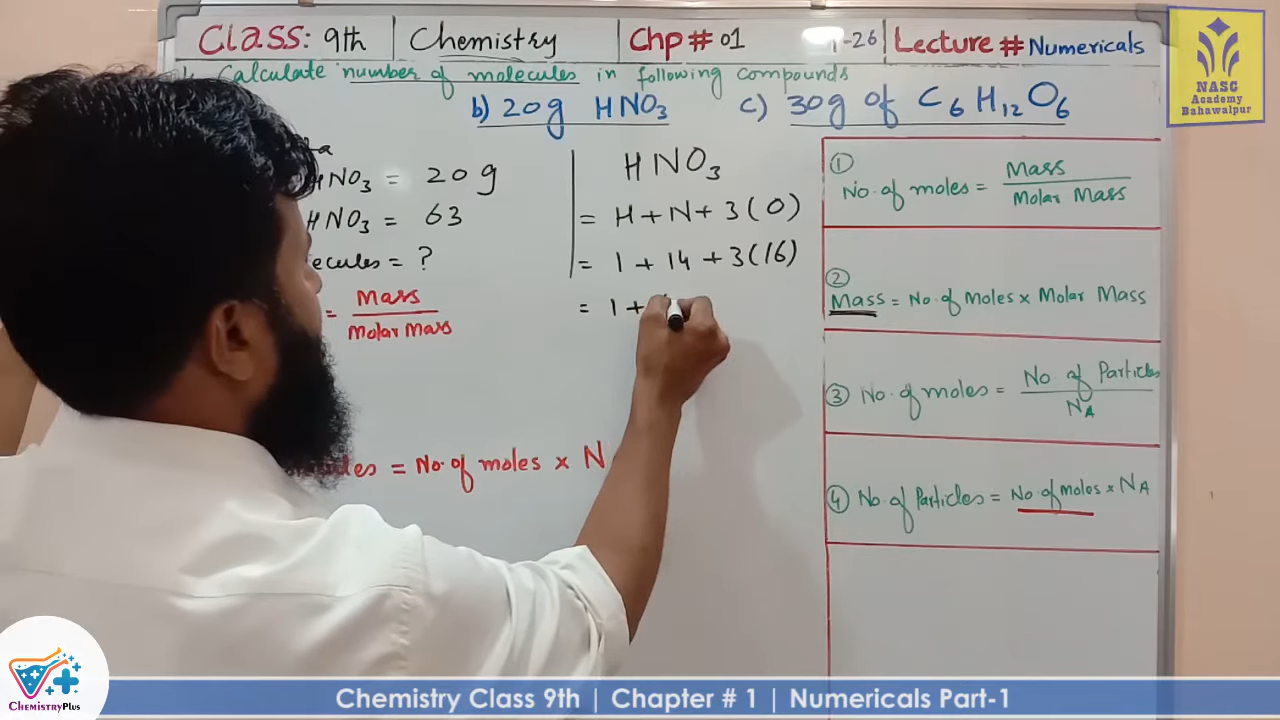 Class: 9th | Chemistry | Chp # 01 1-26 | Lecture # Numericals
NASC
Academy
Bahawalpur
Calculate number of molecules in following compounds
b) 20g HNO3 c) 30g of C6H12O6
HNO3 = 20g
HNO3 = 63
= ?
= Mass / Molar Mass
= No. of moles × N
HNO3
= H + N + 3(O)
= 1 + 14 + 3(16)
= 1 +
① No. of moles = Mass / Molar Mass
② Mass = No. of Moles × Molar Mass
③ No. of moles = No. of Particles / NA
④ No. of Particles = No. of moles × NA
ChemistryPlus
Chemistry Class 9th | Chapter # 1 | Numericals Part-1